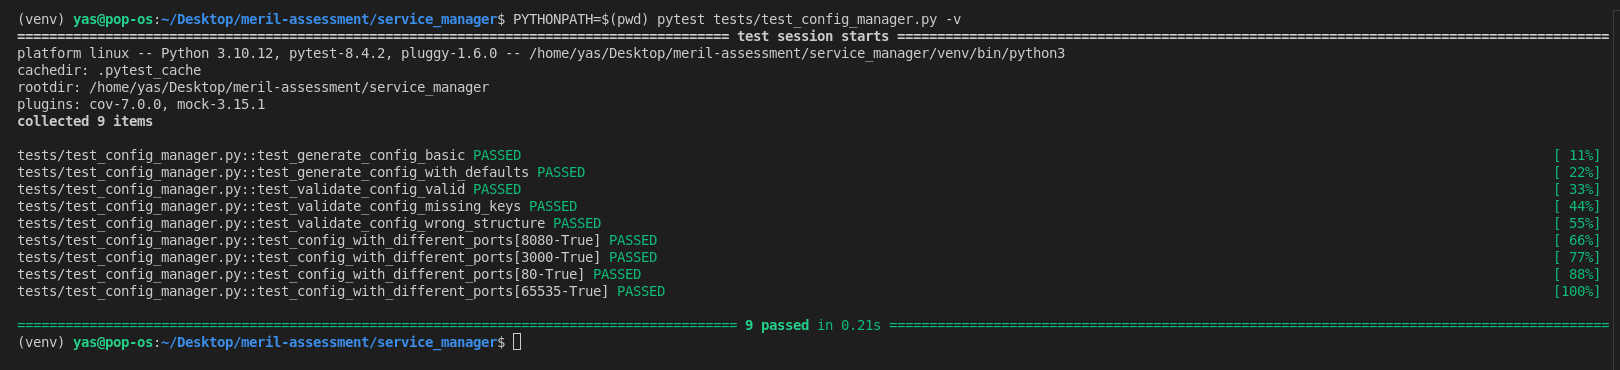 (venv) yas@pop-os:~/Desktop/meril-assessment/service_manager$ PYTHONPATH=$(pwd) pytest tests/test_config_manager.py -v
========================================================================================= test session starts =========================================================================================
platform linux -- Python 3.10.12, pytest-8.4.2, pluggy-1.6.0 -- /home/yas/Desktop/meril-assessment/service_manager/venv/bin/python3
cachedir: .pytest_cache
rootdir: /home/yas/Desktop/meril-assessment/service_manager
plugins: cov-7.0.0, mock-3.15.1
collected 9 items
tests/test_config_manager.py::test_generate_config_basic PASSED [ 11%]
tests/test_config_manager.py::test_generate_config_with_defaults PASSED [ 22%]
tests/test_config_manager.py::test_validate_config_valid PASSED [ 33%]
tests/test_config_manager.py::test_validate_config_missing_keys PASSED [ 44%]
tests/test_config_manager.py::test_validate_config_wrong_structure PASSED [ 55%]
tests/test_config_manager.py::test_config_with_different_ports[8080-True] PASSED [ 66%]
tests/test_config_manager.py::test_config_with_different_ports[3000-True] PASSED [ 77%]
tests/test_config_manager.py::test_config_with_different_ports[80-True] PASSED [ 88%]
tests/test_config_manager.py::test_config_with_different_ports[65535-True] PASSED [100%]
========================================================================================== 9 passed in 0.21s ==========================================================================================
(venv) yas@pop-os:~/Desktop/meril-assessment/service_manager$